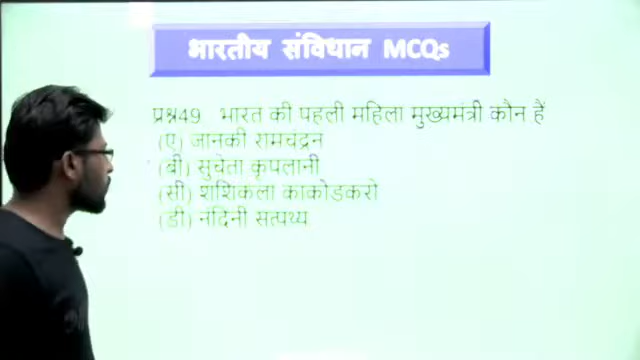 भारतीय संविधान MCQs
प्रश्न49 भारत की पहली महिला मुख्यमंत्री कौन हैं
(ए) जानकी रामचंद्रन
(बी) सुचेता कृपलानी
(सी) शशिकला काकोडकरो
(डी) नंदिनी सत्पथ्य